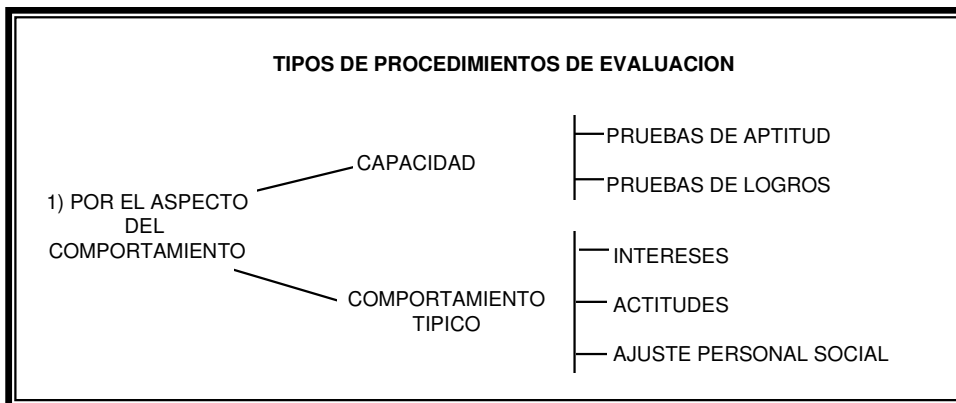 TIPOS DE PROCEDIMIENTOS DE EVALUACION
1) POR EL ASPECTO
DEL
COMPORTAMIENTO
CAPACIDAD
PRUEBAS DE APTITUD
PRUEBAS DE LOGROS
COMPORTAMIENTO
TIPICO
INTERESES
ACTITUDES
AJUSTE PERSONAL SOCIAL